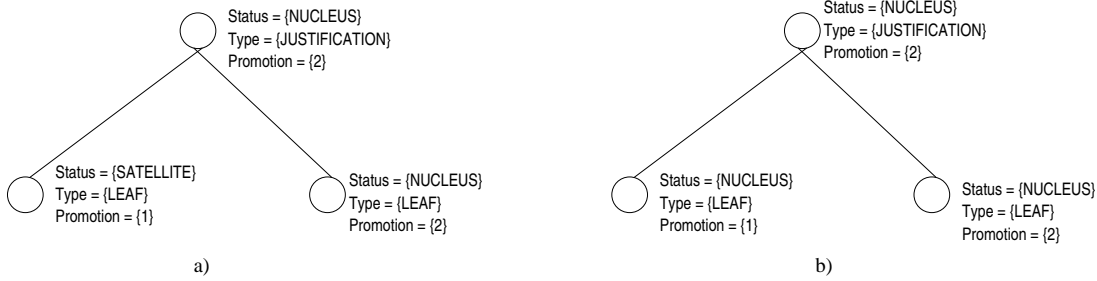 Status = {NUCLEUS}
Type = {JUSTIFICATION}
Promotion = {2}
Status = {SATELLITE}
Type = {LEAF}
Promotion = {1}
Status = {NUCLEUS}
Type = {LEAF}
Promotion = {2}
a)
Status = {NUCLEUS}
Type = {JUSTIFICATION}
Promotion = {2}
Status = {NUCLEUS}
Type = {LEAF}
Promotion = {1}
Status = {NUCLEUS}
Type = {LEAF}
Promotion = {2}
b)